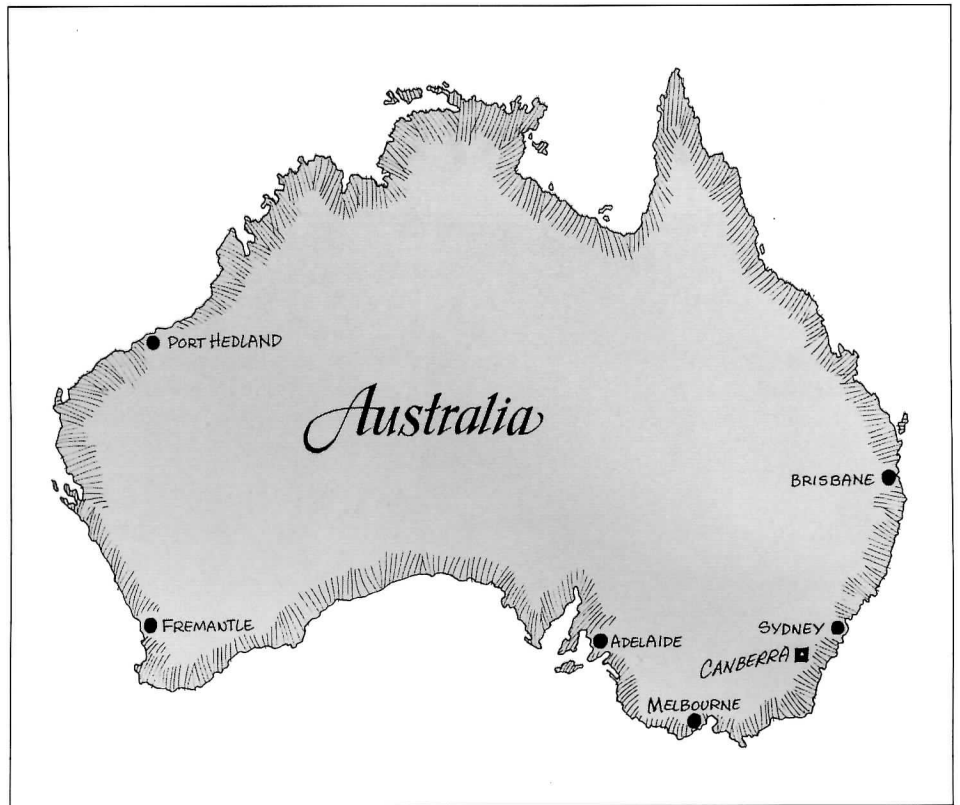 PORT HEDLAND
Australia
BRISBANE
FREMANTLE
SYDNEY
ADELAIDE
CANBERRA
MELBOURNE